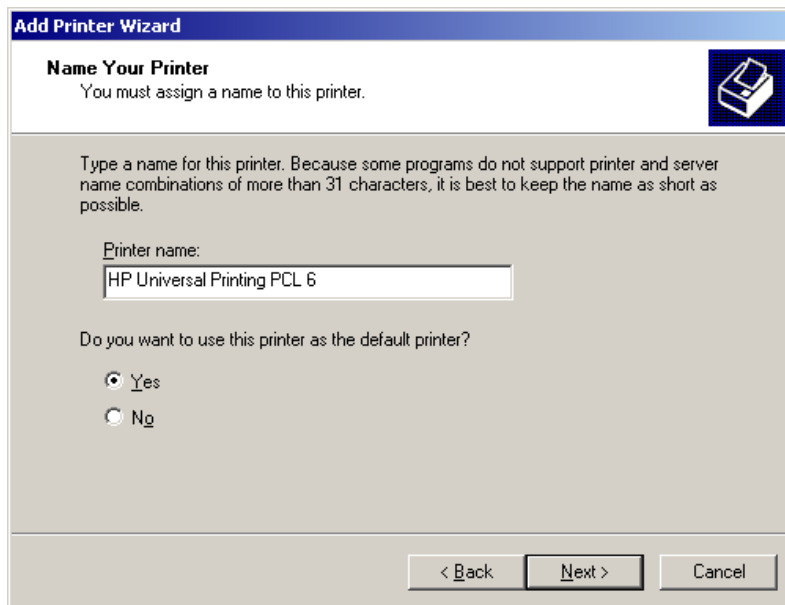 Add Printer Wizard
Name Your Printer
You must assign a name to this printer.
Type a name for this printer. Because some programs do not support printer and server
name combinations of more than 31 characters, it is best to keep the name as short as
possible.
Printer name:
HP Universal Printing PCL 6
Do you want to use this printer as the default printer?
Yes
No
< Back Next > Cancel